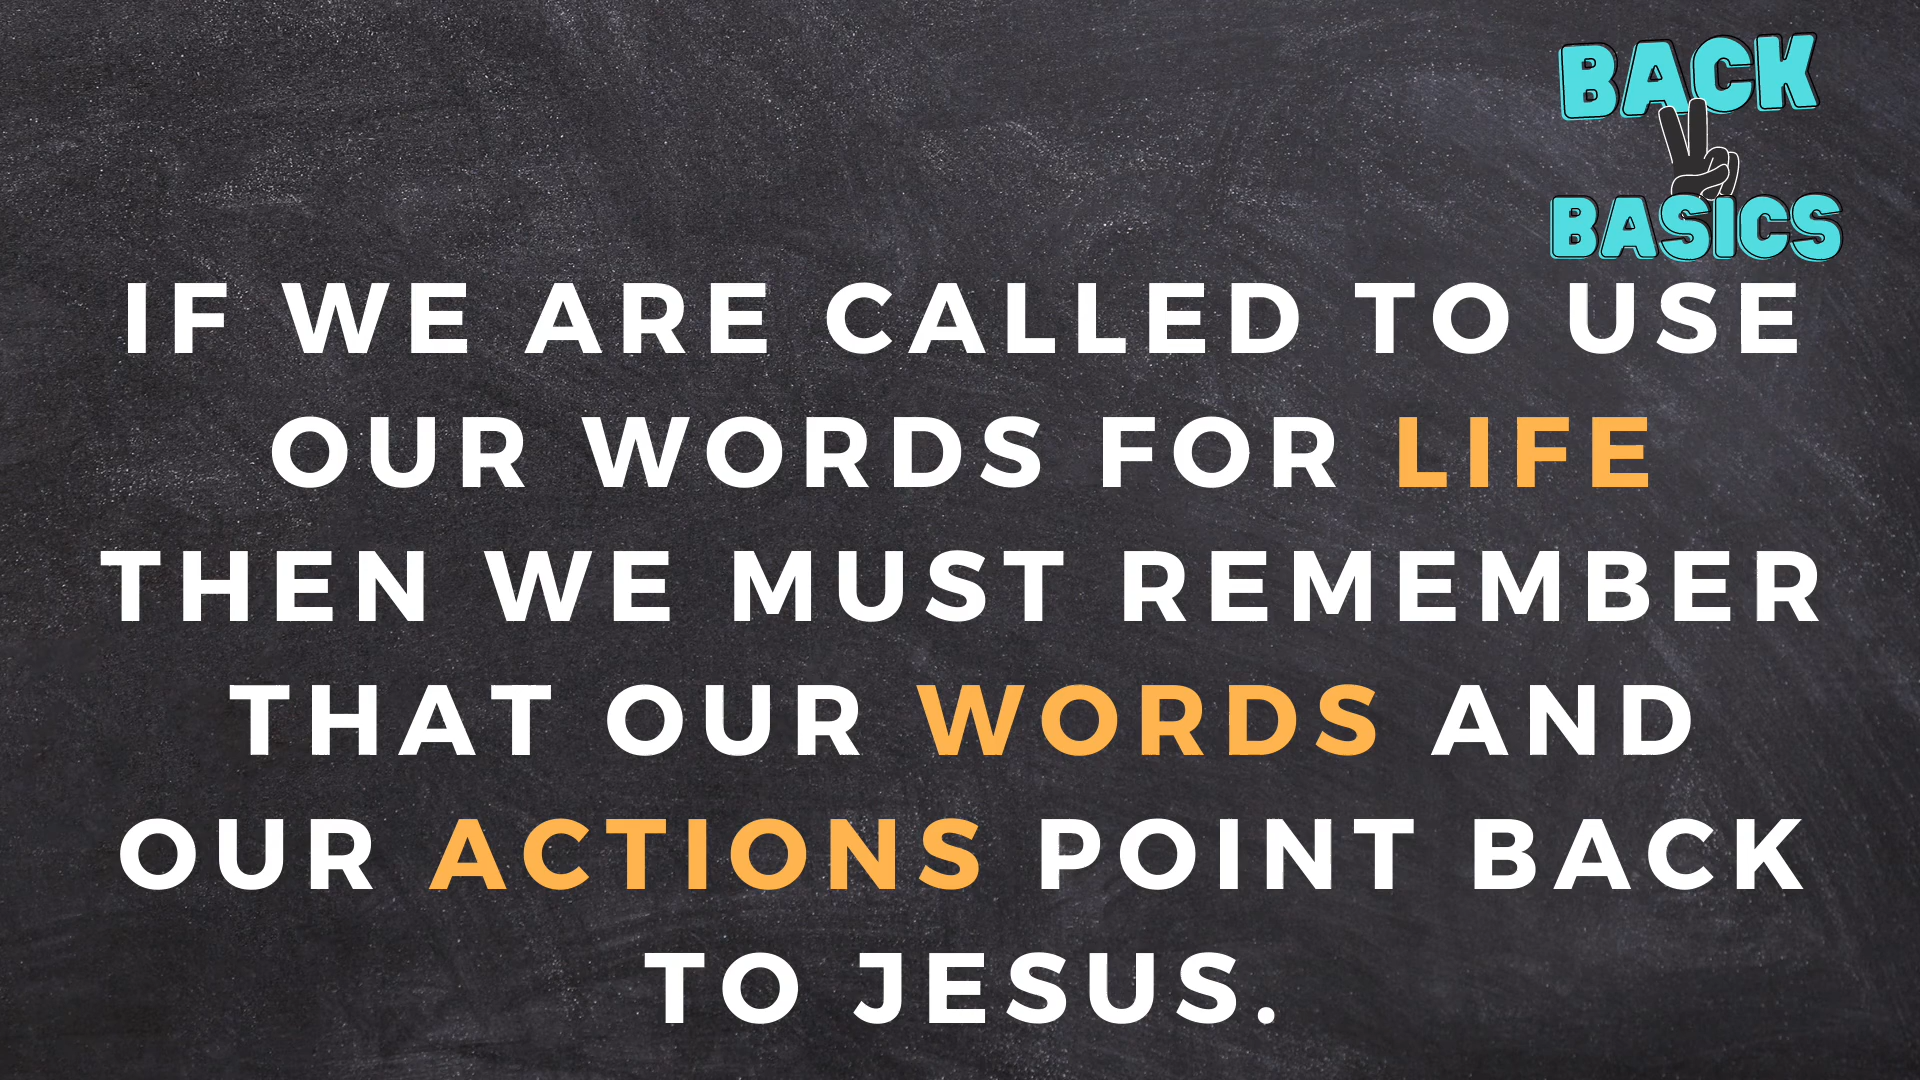 BACK
BASICS
IF WE ARE CALLED TO USE
OUR WORDS FOR LIFE
THEN WE MUST REMEMBER
THAT OUR WORDS AND
OUR ACTIONS POINT BACK
TO JESUS.